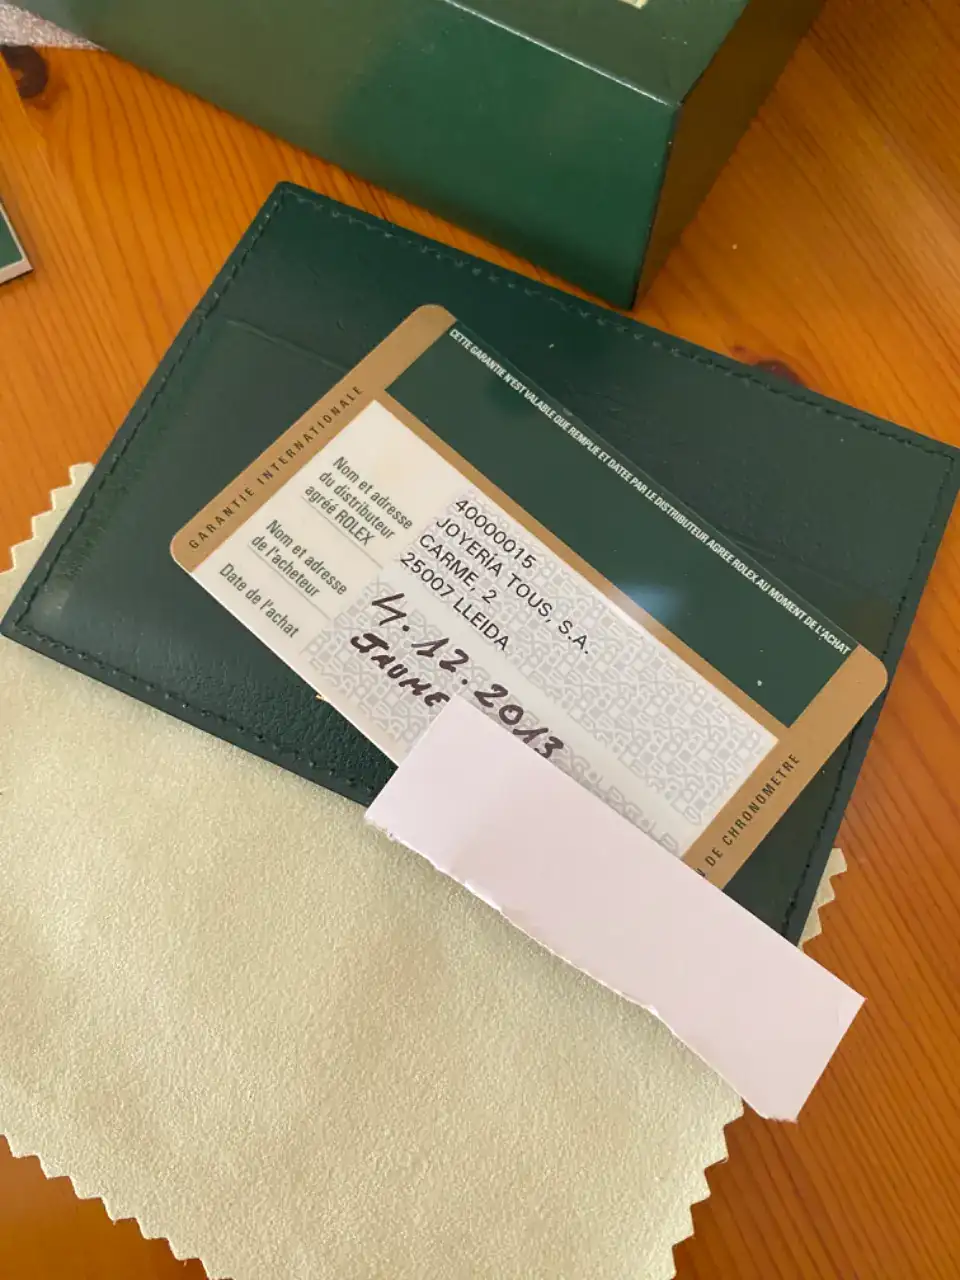 CETTE GARANTIE N'EST VALABLE QUE REMPLIE ET DATEE PAR LE DISTRIBUTEUR AGREE ROLEX AU MOMENT DE L'ACHAT
GARANTIE INTERNATIONALE
Nom et adresse
du distributeur
agréé ROLEX
40000015
JOYERÍA TOUS, S.A.
CARME, 2
25007 LLEIDA
Nom et adresse
de l'acheteur
Date de l'achat
4.12.2013
JAUME
DE CHRONOMETRE